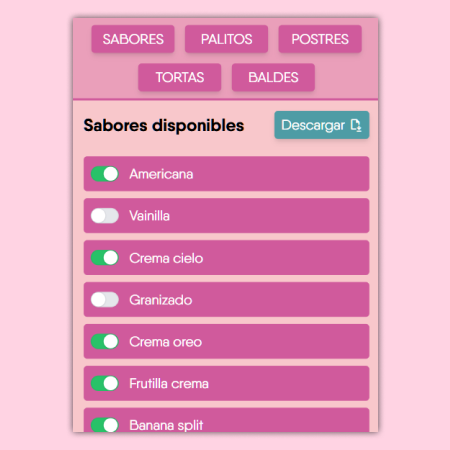 SABORES PALITOS POSTRES
TORTAS BALDES
Sabores disponibles Descargar
Americana
Vainilla
Crema cielo
Granizado
Crema oreo
Frutilla crema
Banana split